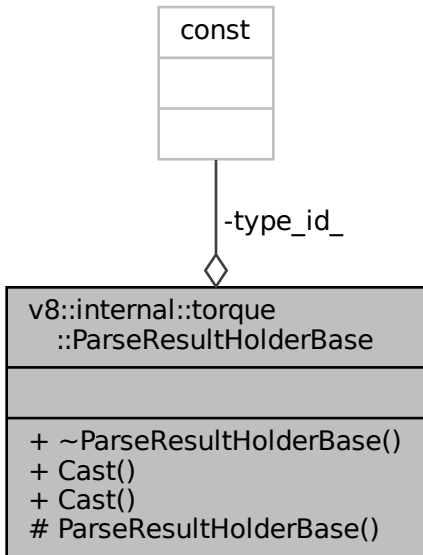 const
-type_id_
v8::internal::torque
::ParseResultHolderBase
+ ~ParseResultHolderBase()
+ Cast()
+ Cast()
# ParseResultHolderBase()